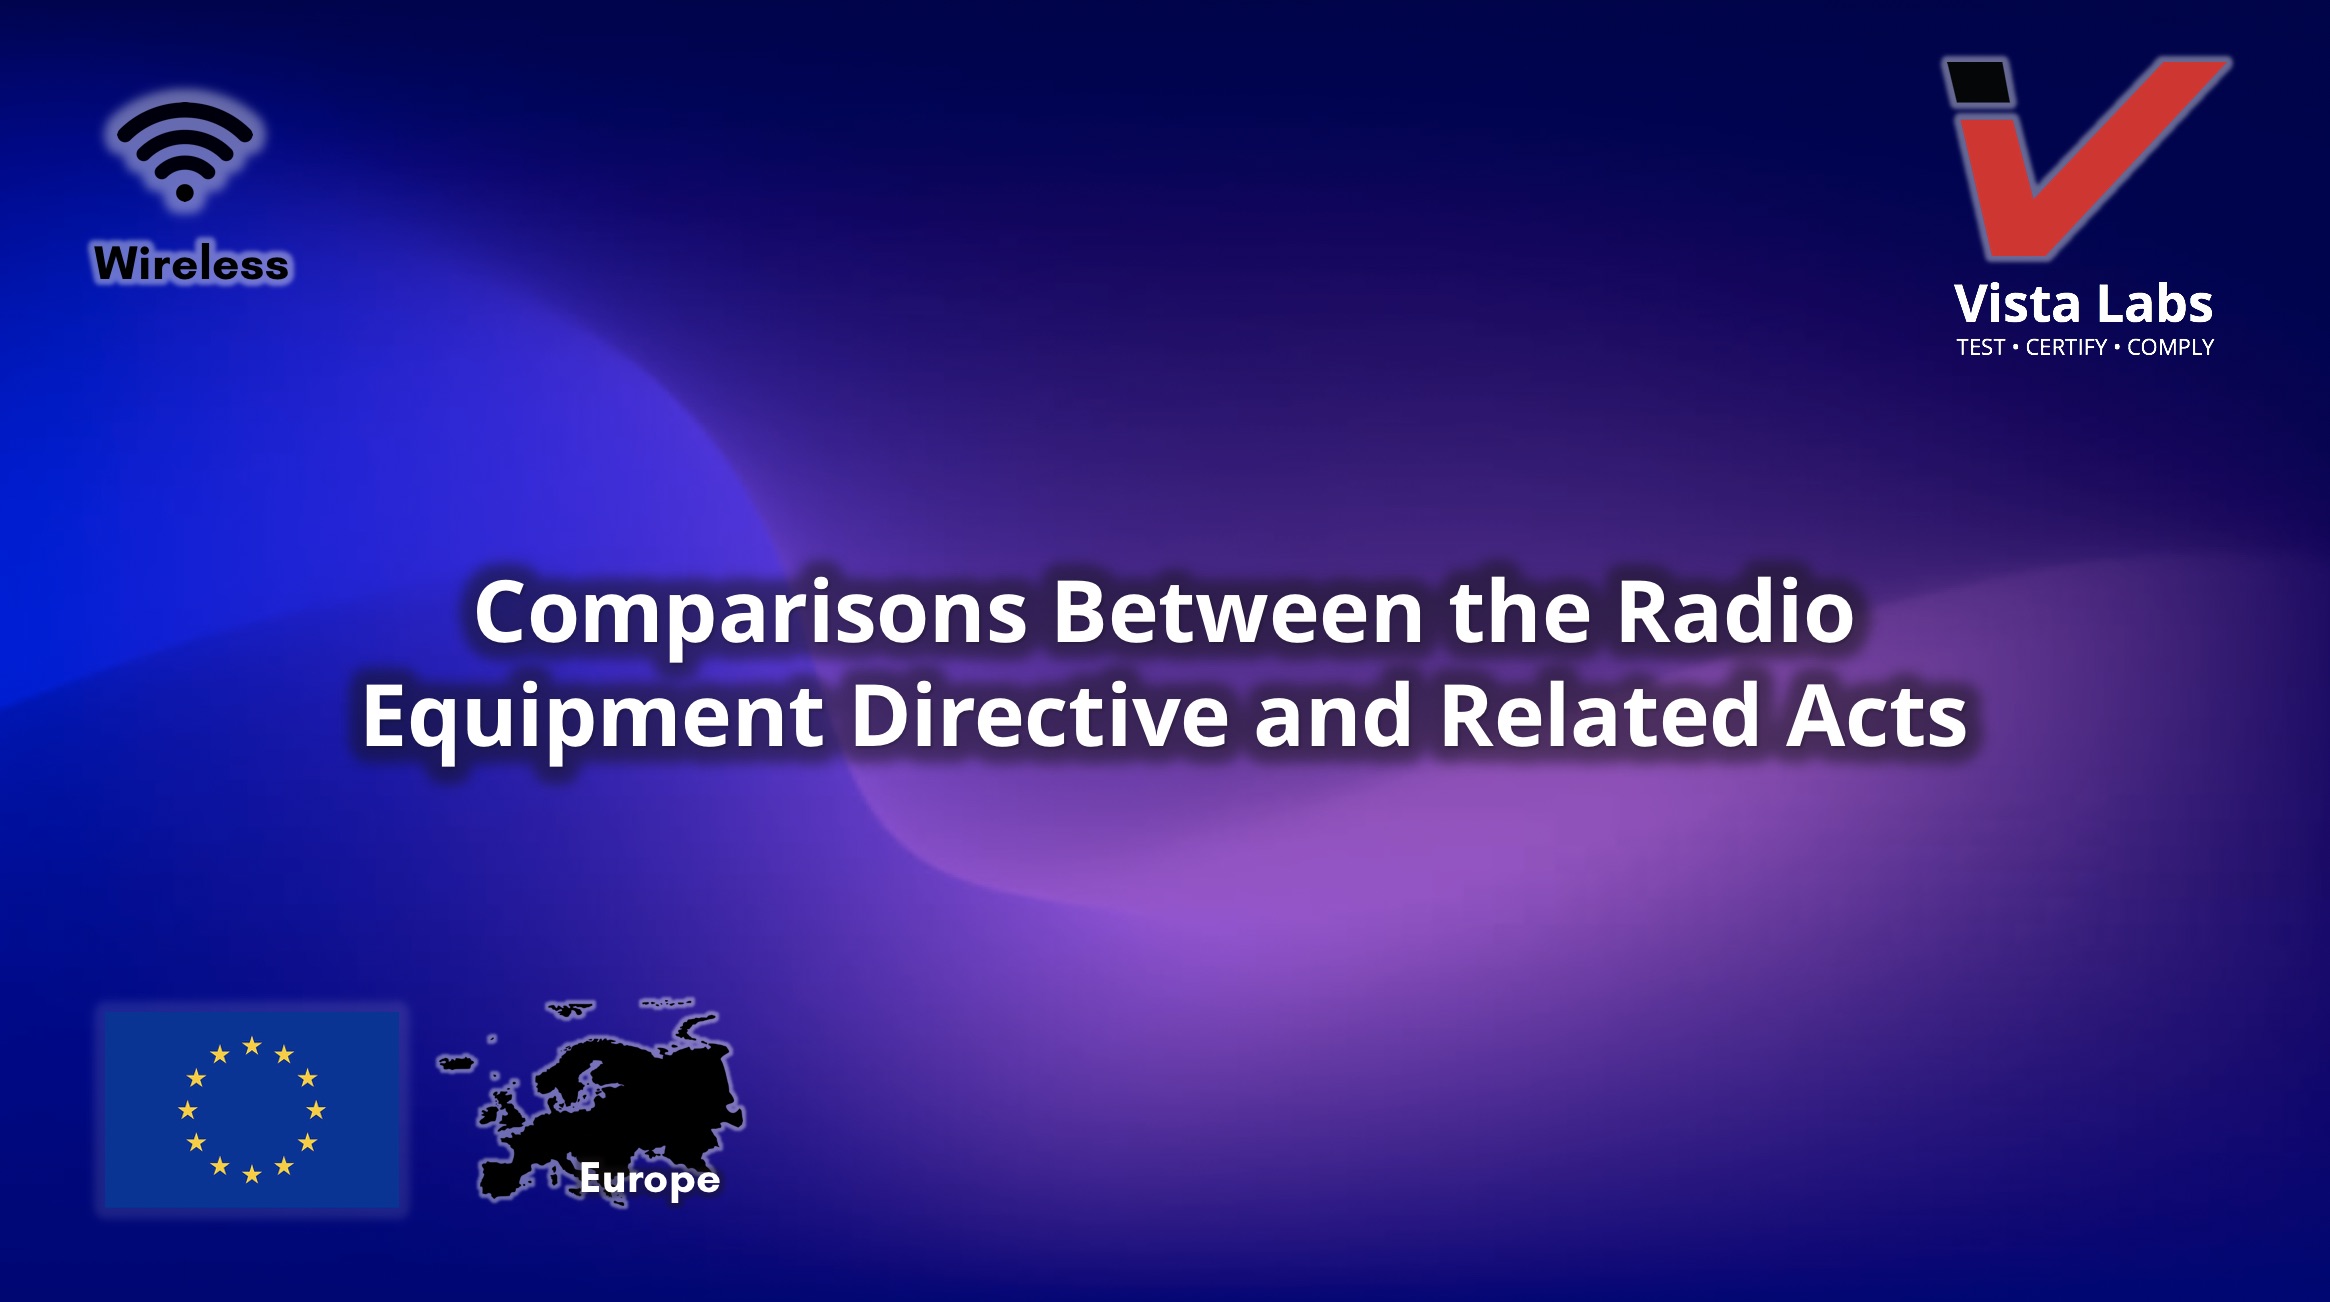 Wireless
Vista Labs
TEST • CERTIFY • COMPLY
Comparisons Between the Radio
Equipment Directive and Related Acts
Europe